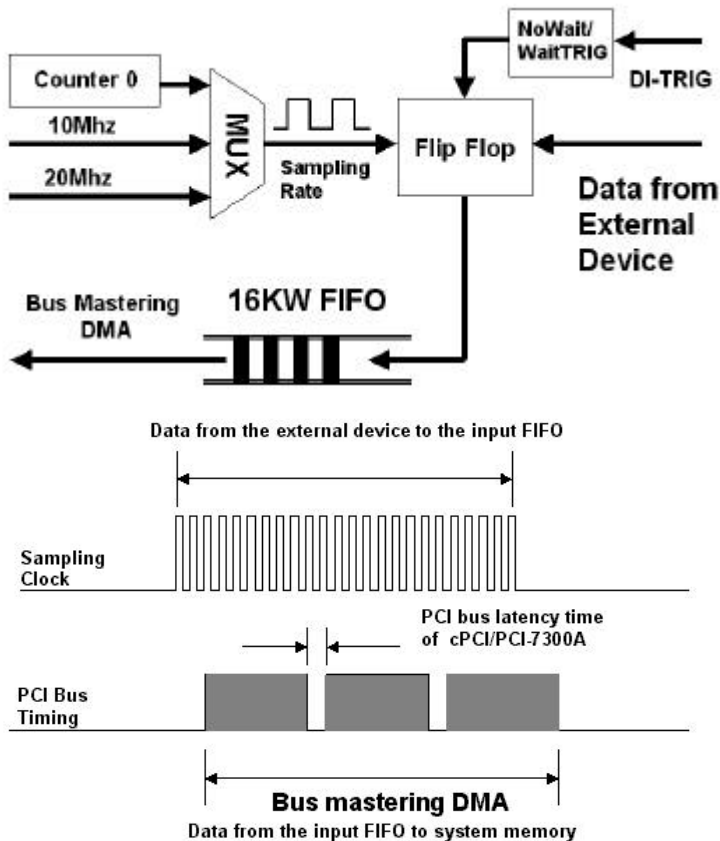 NoWait/
WaitTRIG
DI-TRIG
Counter 0
10Mhz
20Mhz
MUX
Sampling
Rate
Flip Flop
Data from
External
Device
Bus Mastering
DMA
16KW FIFO
Data from the external device to the input FIFO
Sampling
Clock
PCI bus latency time
of cPCI/PCI-7300A
PCI Bus
Timing
Bus mastering DMA
Data from the input FIFO to system memory